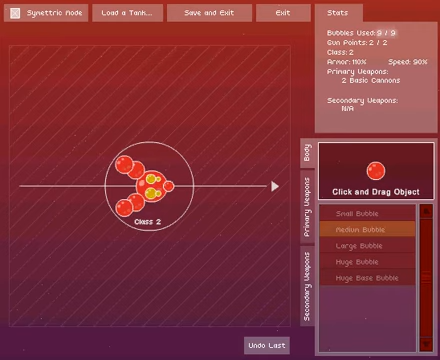 Symettric Mode
Load a Tank...
Save and Exit
Exit
Stats
Bubbles Used: 9 / 9
Gun Points: 2 / 2
Class: 2
Armor: 110% Speed: 90%
Primary Weapons:
2 Basic Cannons
Secondary Weapons:
N/A
Class 2
Body
Primary Weapons
Secondary Weapons
Click and Drag Object
Small Bubble
Medium Bubble
Large Bubble
Huge Bubble
Huge Base Bubble
Undo Last